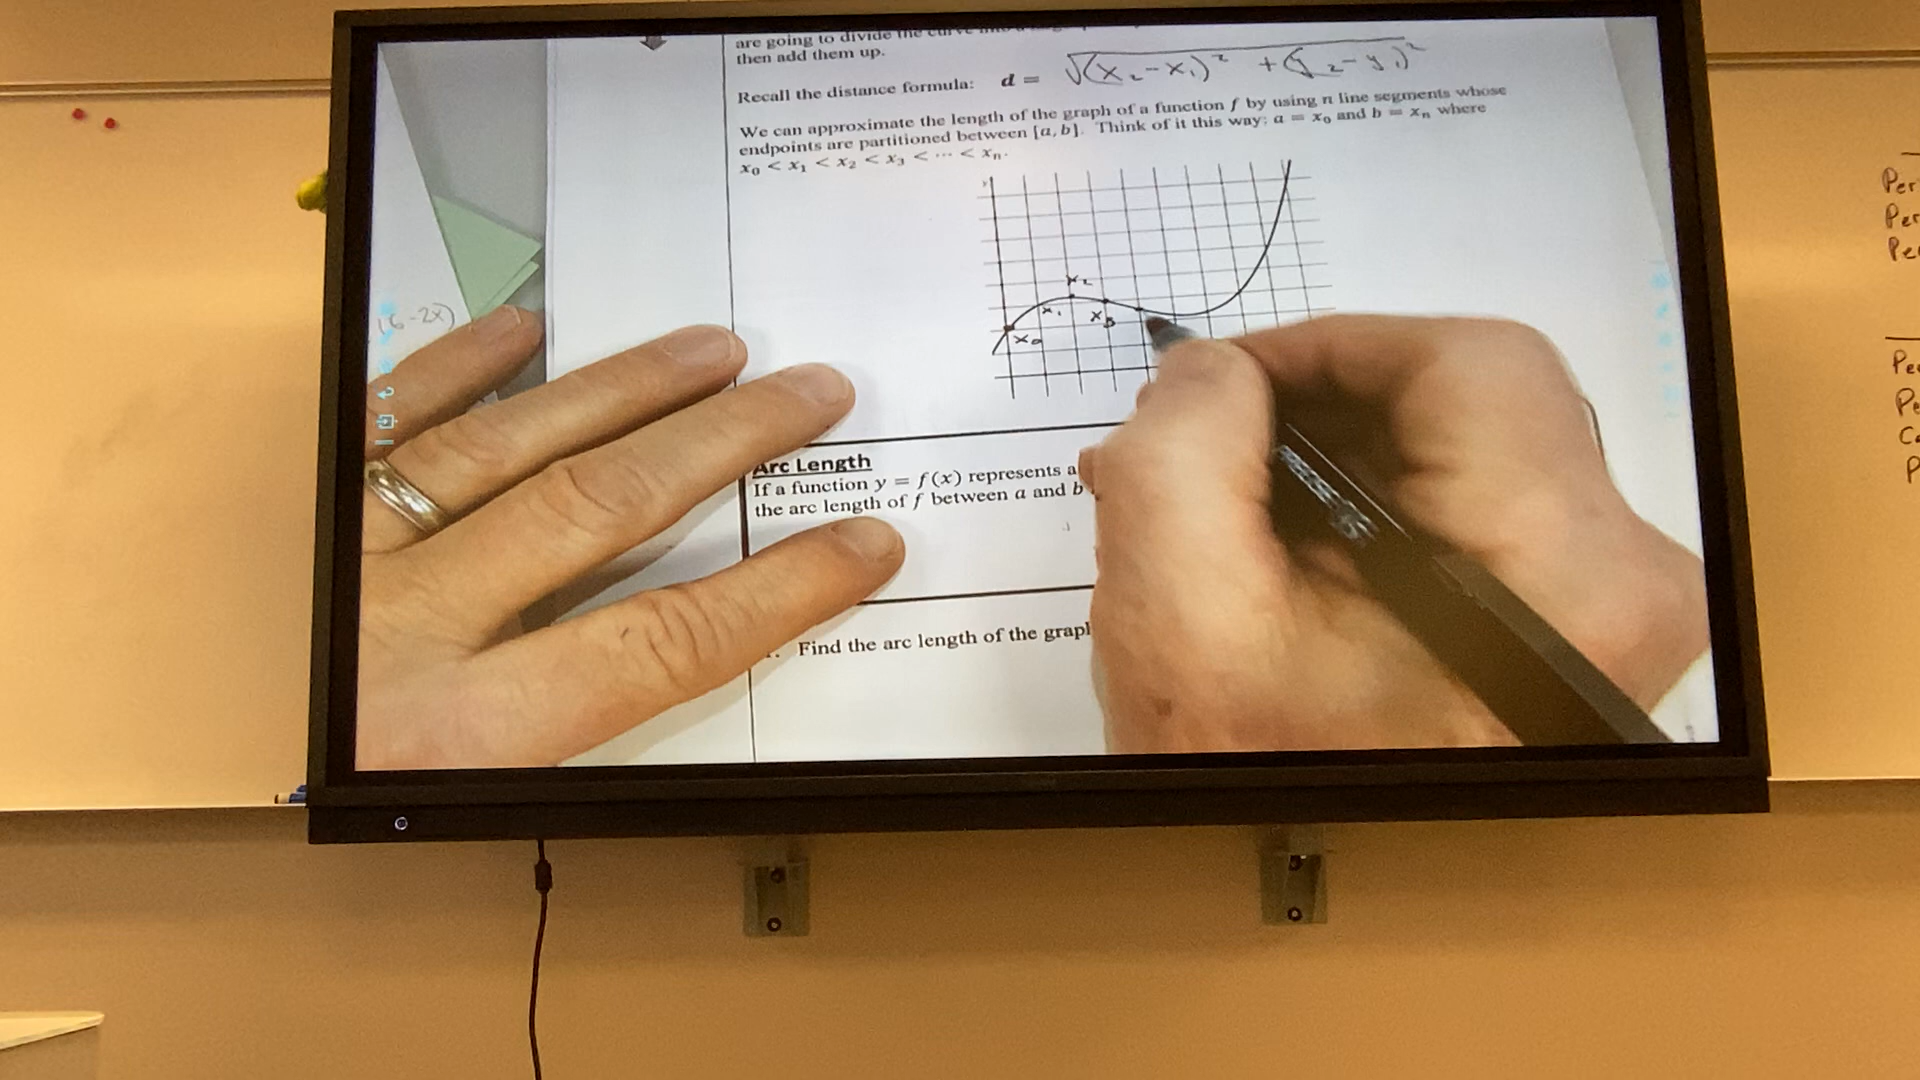 are going to divide the curve into
then add them up.
Recall the distance formula: d = √(x₂-x₁)² + (y₂-y₁)²
We can approximate the length of the graph of a function f by using n line segments whose
endpoints are partitioned between [a, b]. Think of it this way: a = x₀ and b = xₙ where
x₀ < x₁ < x₂ < x₃ < ⋯ < xₙ.
y
x₂
x₁
x₃
x₀
(6-2x)
Arc Length
If a function y = f(x) represents a
the arc length of f between a and b
Find the arc length of the graph
Per
Per